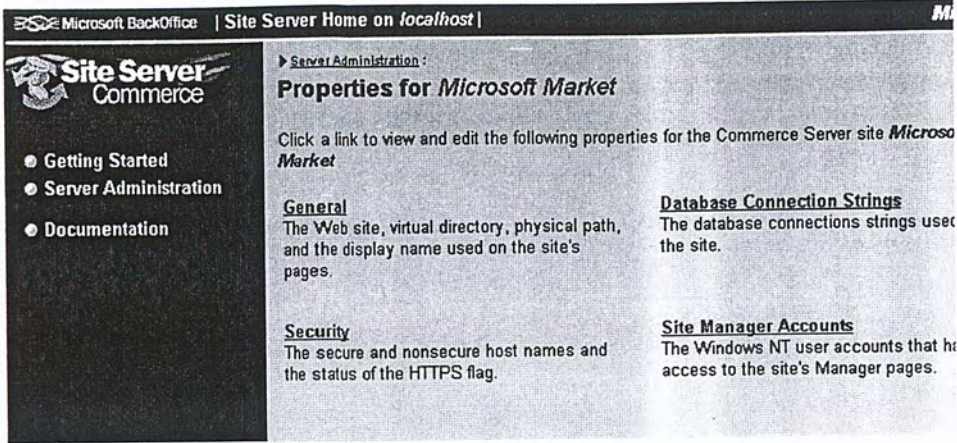 Microsoft BackOffice | Site Server Home on localhost |
Site Server
Commerce
Getting Started
Server Administration
Documentation
Server Administration :
Properties for Microsoft Market
Click a link to view and edit the following properties for the Commerce Server site Microso
Market
General
The Web site, virtual directory, physical path,
and the display name used on the site's
pages.
Database Connection Strings
The database connections strings used
the site.
Security
The secure and nonsecure host names and
the status of the HTTPS flag.
Site Manager Accounts
The Windows NT user accounts that ha
access to the site's Manager pages.